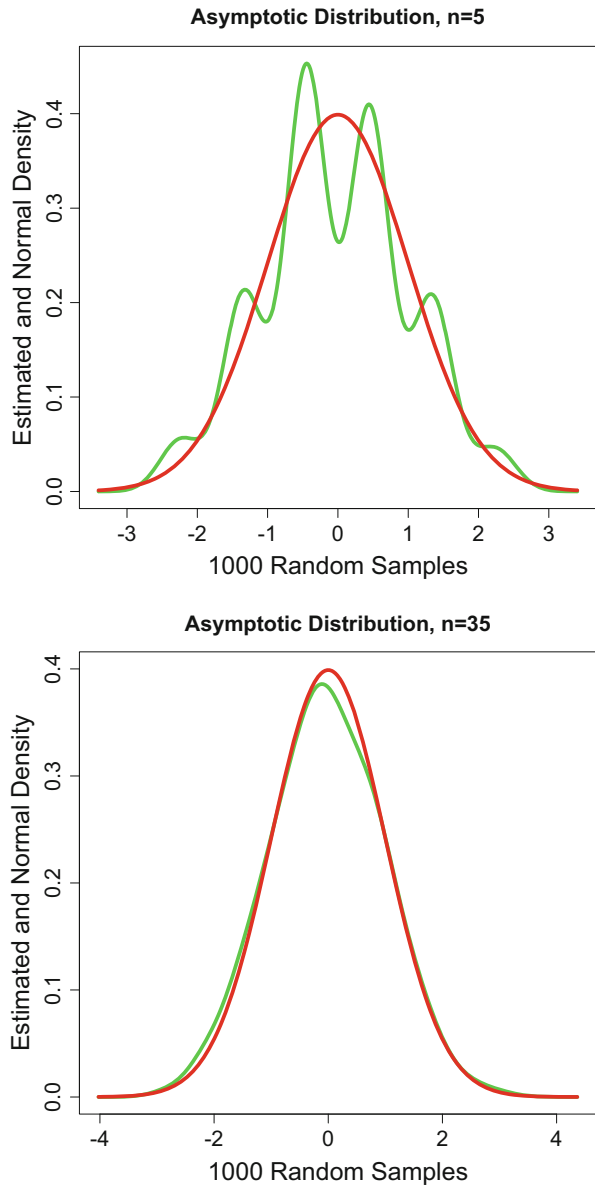 Asymptotic Distribution, n=5
Estimated and Normal Density
0.4
0.3
0.2
0.1
0.0
-3 -2 -1 0 1 2 3
1000 Random Samples
Asymptotic Distribution, n=35
Estimated and Normal Density
0.4
0.3
0.2
0.1
0.0
-4 -2 0 2 4
1000 Random Samples